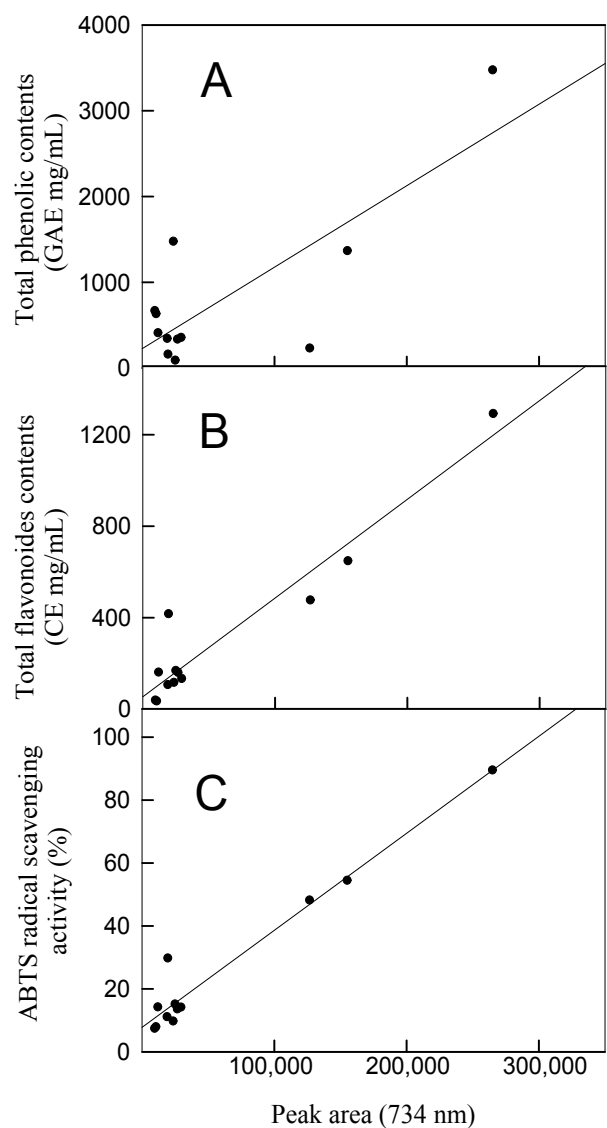 4000
A
3000
2000
1000
0
Total phenolic contents
(GAE mg/mL)
B
1200
800
400
0
Total flavonoides contents
(CE mg/mL)
C
100
80
60
40
20
0
ABTS radical scavenging
activity (%)
100,000 200,000 300,000
Peak area (734 nm)